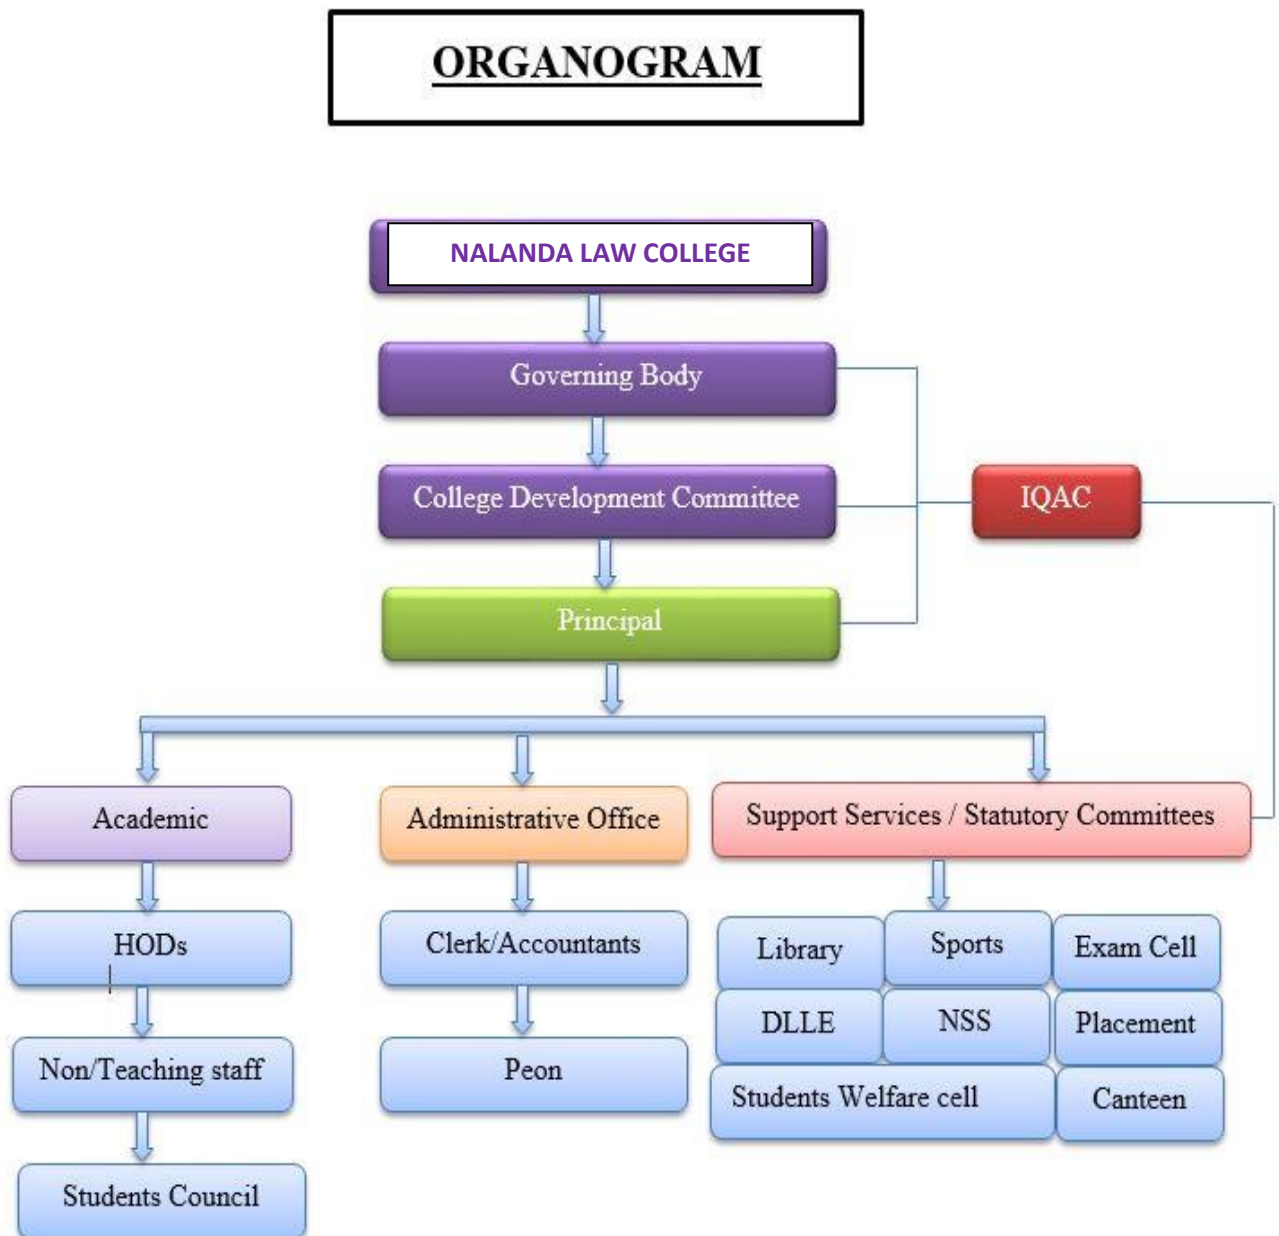 ORGANOGRAM
NALANDA LAW COLLEGE
Governing Body
College Development Committee
IQAC
Principal
Academic
Administrative Office
Support Services / Statutory Committees
HODs
Clerk/Accountants
Library
Sports
Exam Cell
DLLE
NSS
Placement
Non/Teaching staff
Peon
Students Welfare cell
Canteen
Students Council